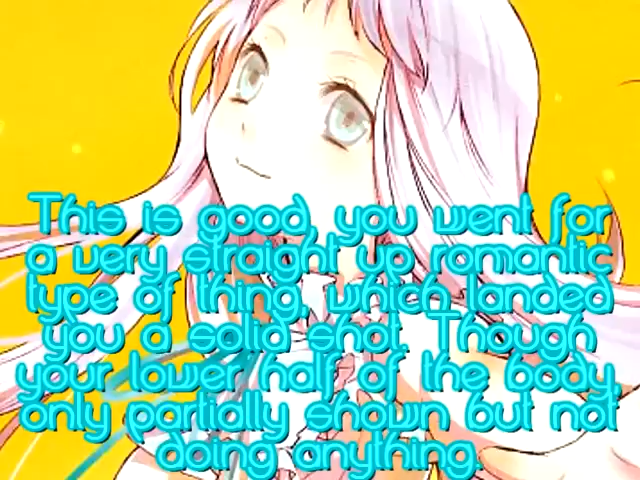 This is good, you went for
a very straight up romantic
type of thing, which landed
you a solid shot. Though
your lower half of the body
only partially shown but not
doing anything.